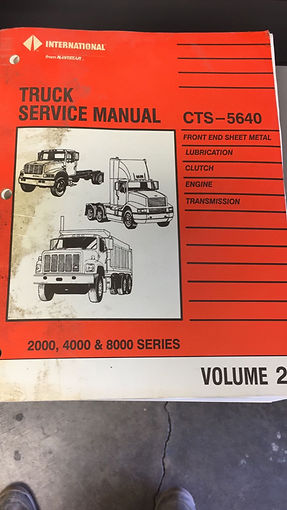 INTERNATIONAL®
from NAVISTAR
TRUCK
SERVICE MANUAL
CTS-5640
FRONT END SHEET METAL
LUBRICATION
CLUTCH
ENGINE
TRANSMISSION
2000, 4000 & 8000 SERIES
VOLUME 2